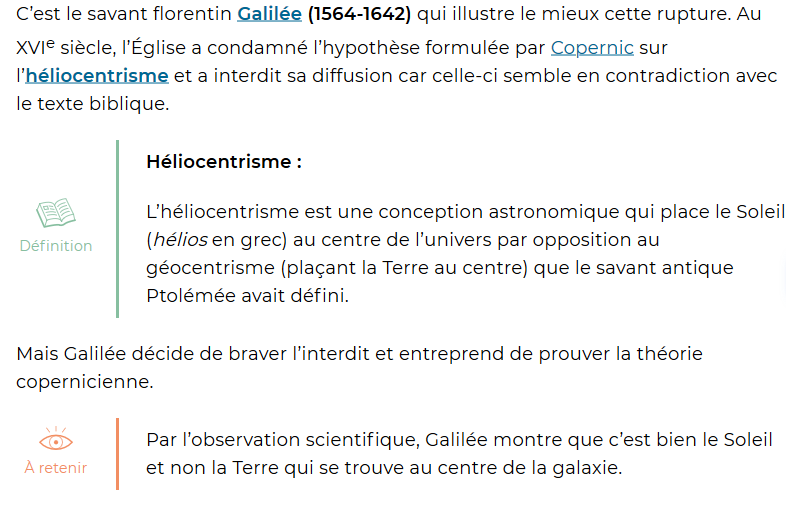 C’est le savant florentin Galilée (1564-1642) qui illustre le mieux cette rupture. Au
XVIe siècle, l’Église a condamné l’hypothèse formulée par Copernic sur
l’héliocentrisme et a interdit sa diffusion car celle-ci semble en contradiction avec
le texte biblique.
Héliocentrisme :
Définition
L’héliocentrisme est une conception astronomique qui place le Soleil
(hélios en grec) au centre de l’univers par opposition au
géocentrisme (plaçant la Terre au centre) que le savant antique
Ptolémée avait défini.
Mais Galilée décide de braver l’interdit et entreprend de prouver la théorie
copernicienne.
À retenir
Par l’observation scientifique, Galilée montre que c’est bien le Soleil
et non la Terre qui se trouve au centre de la galaxie.